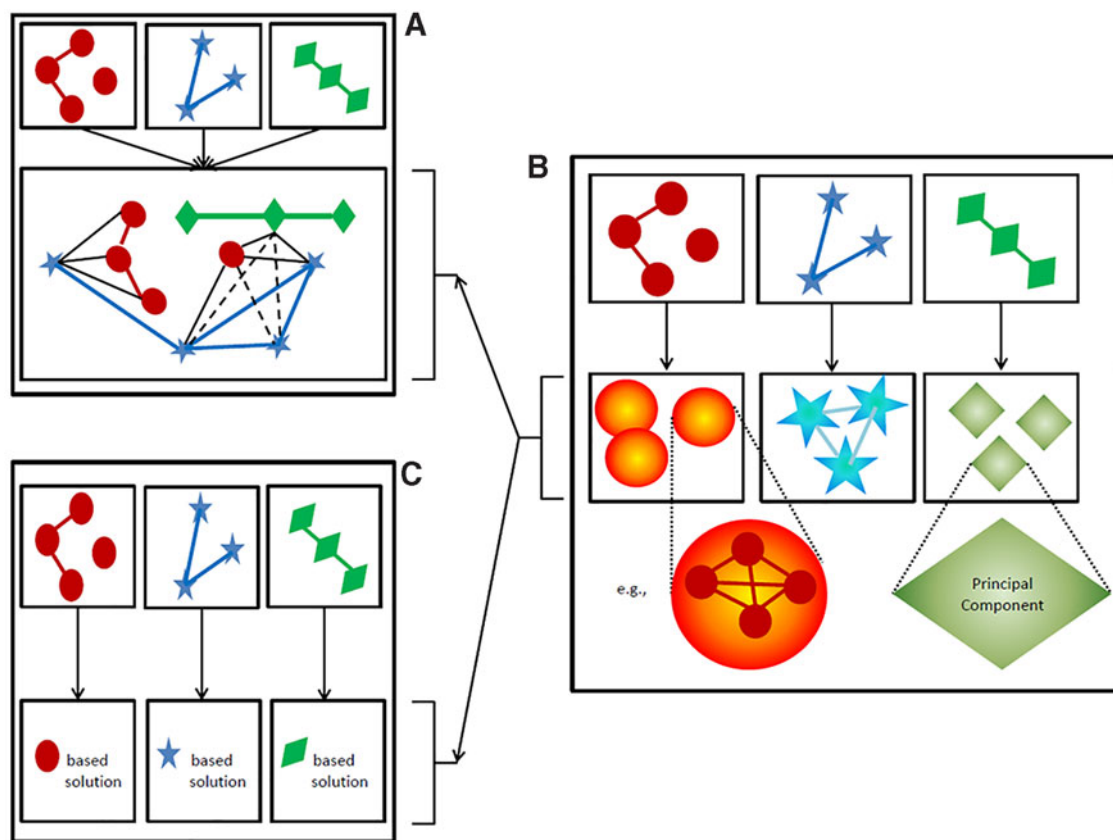 A
B
C
e.g.,
Principal
Component
based
solution
based
solution
based
solution